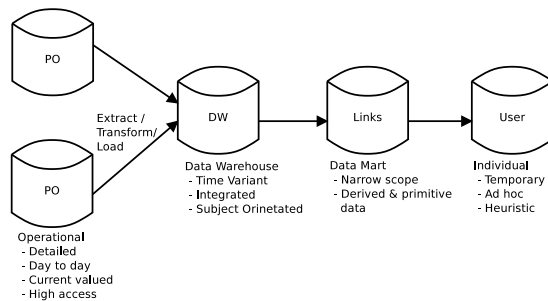 PO
Extract /
Transform/
Load
PO
Operational
- Detailed
- Day to day
- Current valued
- High access
DW
Data Warehouse
- Time Variant
- Integrated
- Subject Orinetated
Links
Data Mart
- Narrow scope
- Derived & primitive
data
User
Individual
- Temporary
- Ad hoc
- Heuristic